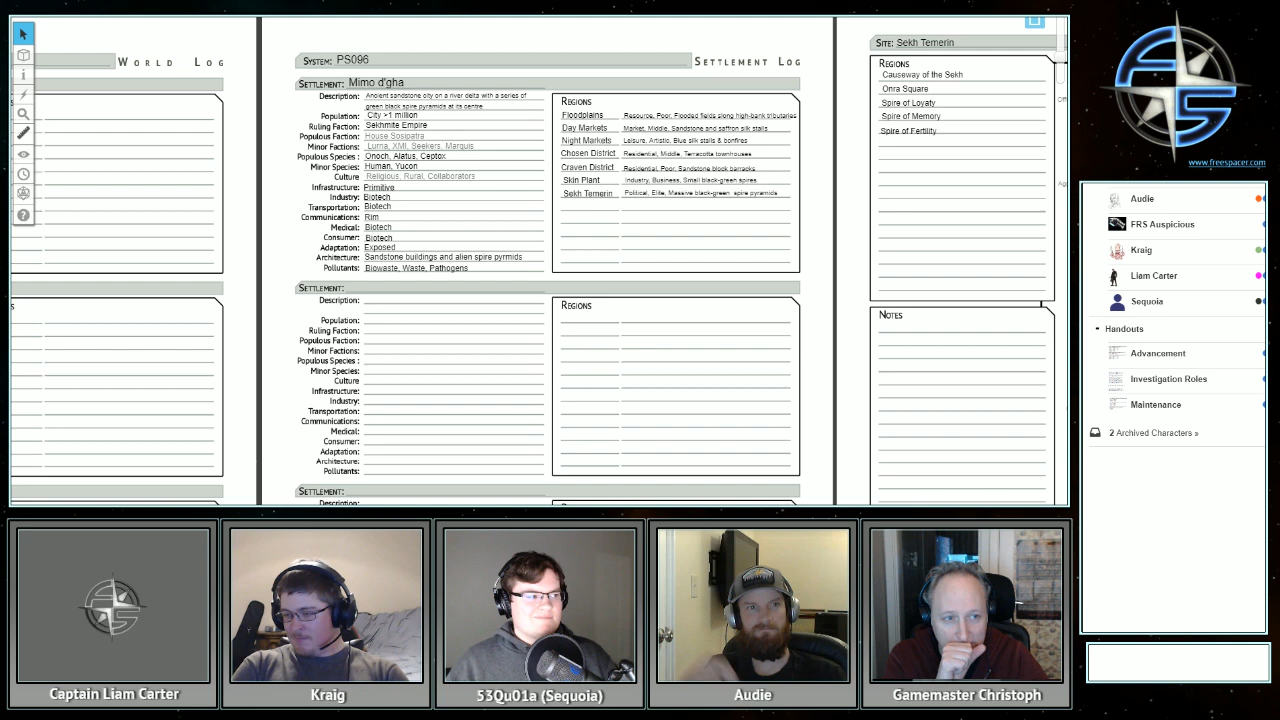 WORLD LOG
SYSTEM: PS096
SETTLEMENT LOG
SETTLEMENT: Mimo d'gha
Description: Ancient sandstone city on a river delta with a series of
green black spire pyramids at its centre
Population: City >1 million
Ruling Faction: Sekhmite Empire
Populous Faction: House Sosipatra
Minor Factions: Lurna, XMI, Seekers, Marquis
Populous Species: Onoch, Alatus, Ceptox
Minor Species: Human, Yucon
Culture Religious, Rural, Collaborators
Infrastructure: Primitive
Industry: Biotech
Transportation: Biotech
Communications: Rim
Medical: Biotech
Consumer: Biotech
Adaptation: Exposed
Architecture: Sandstone buildings and alien spire pyrmids
Pollutants: Biowaste, Waste, Pathogens
REGIONS
Floodplains Resource, Poor, Flooded fields along high-bank tributaries
Day Markets Market, Middle, Sandstone and saffron silk stalls
Night Markets Leisure, Artistic, Blue silk stalls & bonfires
Chosen District Residential, Middle, Terracotta townhouses
Craven District Residential, Poor, Sandstone block barracks
Skin Plant Industry, Business, Small black-green spires
Sekh Temerin Political, Elite, Massive black-green spire pyramids
SETTLEMENT:
Description:
Population:
Ruling Faction:
Populous Faction:
Minor Factions:
Populous Species :
Minor Species:
Culture
Infrastructure:
Industry:
Transportation:
Communications:
Medical:
Consumer:
Adaptation:
Architecture:
Pollutants:
REGIONS
SETTLEMENT:
Description:
SITE: Sekh Temerin
REGIONS
Causeway of the Sekh
Onra Square
Spire of Loyaty
Spire of Memory
Spire of Fertility
NOTES
FS
www.freespacer.com
Audie
FRS Auspicious
Kraig
Liam Carter
Sequoia
Handouts
Advancement
Investigation Roles
Maintenance
2 Archived Characters »
Captain Liam Carter
Kraig
53Qu01a (Sequoia)
Audie
Gamemaster Christoph